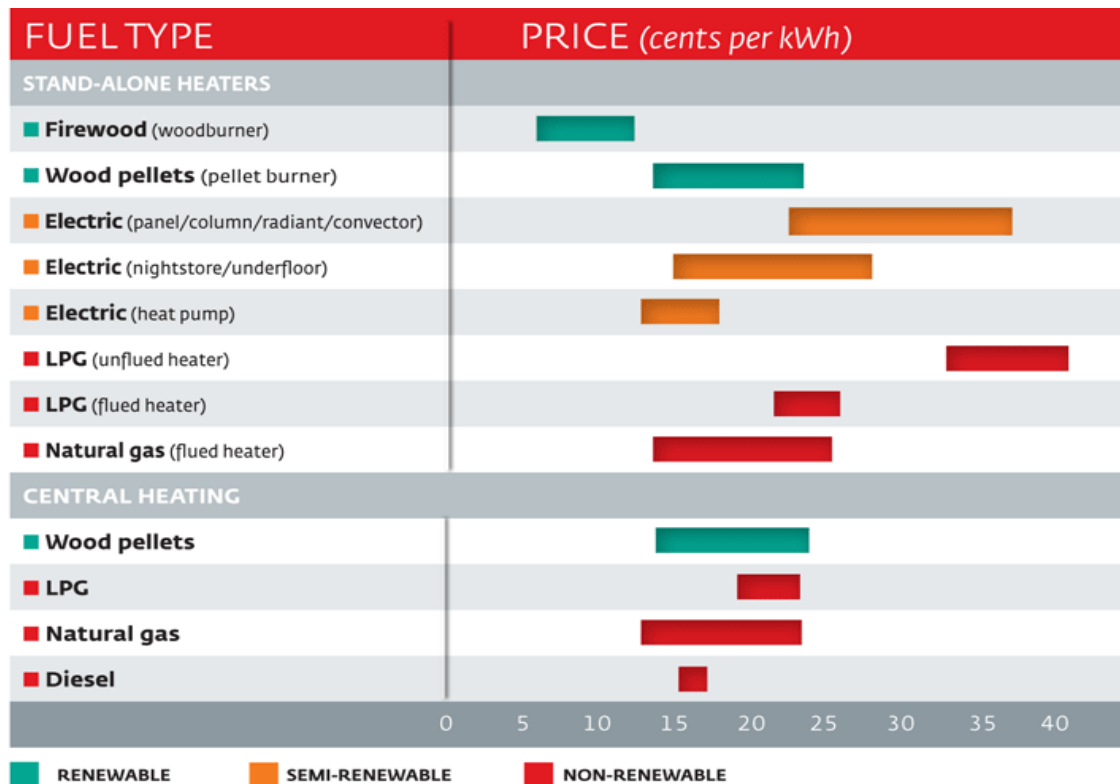 FUEL TYPE PRICE (cents per kWh)
STAND-ALONE HEATERS
Firewood (woodburner)
Wood pellets (pellet burner)
Electric (panel/column/radiant/convector)
Electric (nightstore/underfloor)
Electric (heat pump)
LPG (unflued heater)
LPG (flued heater)
Natural gas (flued heater)
CENTRAL HEATING
Wood pellets
LPG
Natural gas
Diesel
0 5 10 15 20 25 30 35 40
RENEWABLE SEMI-RENEWABLE NON-RENEWABLE